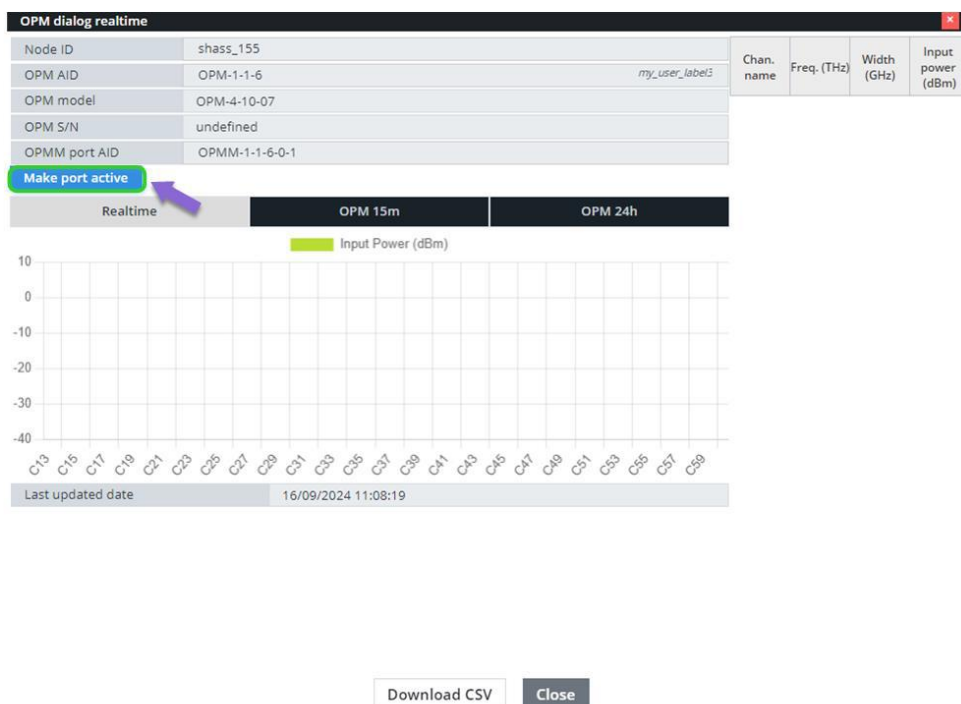 OPM dialog realtime
Node ID shass_155
OPM AID OPM-1-1-6 my_user_label3
OPM model OPM-4-10-07
OPM S/N undefined
OPMM port AID OPMM-1-1-6-0-1
Chan. name Freq. (THz) Width (GHz) Input power (dBm)
Make port active
Realtime OPM 15m OPM 24h
Input Power (dBm)
10
0
-10
-20
-30
-40
C13 C15 C17 C19 C21 C23 C25 C27 C29 C31 C33 C35 C37 C39 C41 C43 C45 C47 C49 C51 C53 C55 C57 C59
Last updated date 16/09/2024 11:08:19
Download CSV Close